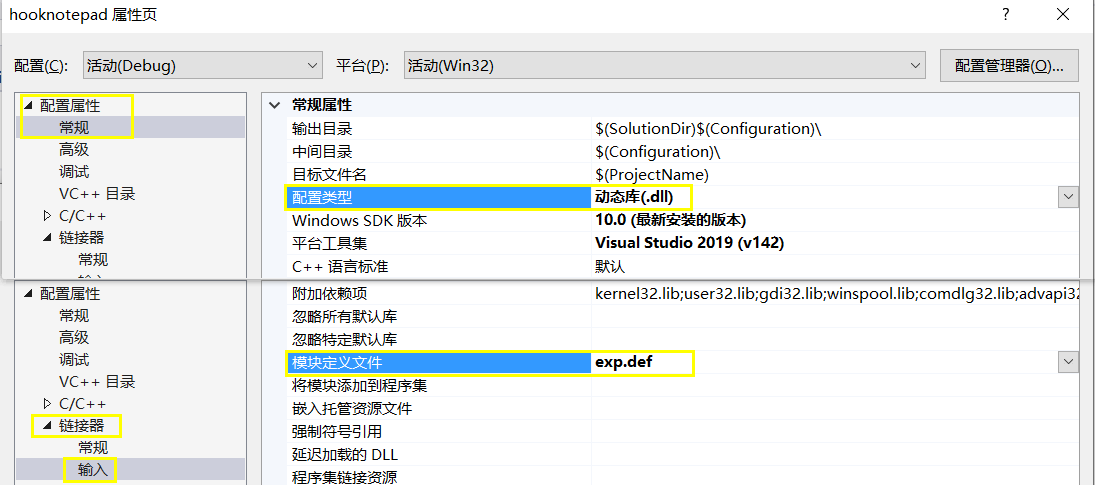 hooknotepad 属性页
配置(C): 活动(Debug) 平台(P): 活动(Win32) 配置管理器(O)...
配置属性
常规
高级
调试
VC++ 目录
C/C++
链接器
常规
常规属性
输出目录 $(SolutionDir)$(Configuration)\
中间目录 $(Configuration)\
目标文件名 $(ProjectName)
配置类型 动态库(.dll)
Windows SDK 版本 10.0 (最新安装的版本)
平台工具集 Visual Studio 2019 (v142)
C++ 语言标准 默认
配置属性
常规
高级
调试
VC++ 目录
C/C++
链接器
常规
输入
附加依赖项 kernel32.lib;user32.lib;gdi32.lib;winspool.lib;comdlg32.lib;advapi32
忽略所有默认库
忽略特定默认库
模块定义文件 exp.def
将模块添加到程序集
嵌入托管资源文件
强制符号引用
延迟加载的 DLL
程序集链接资源